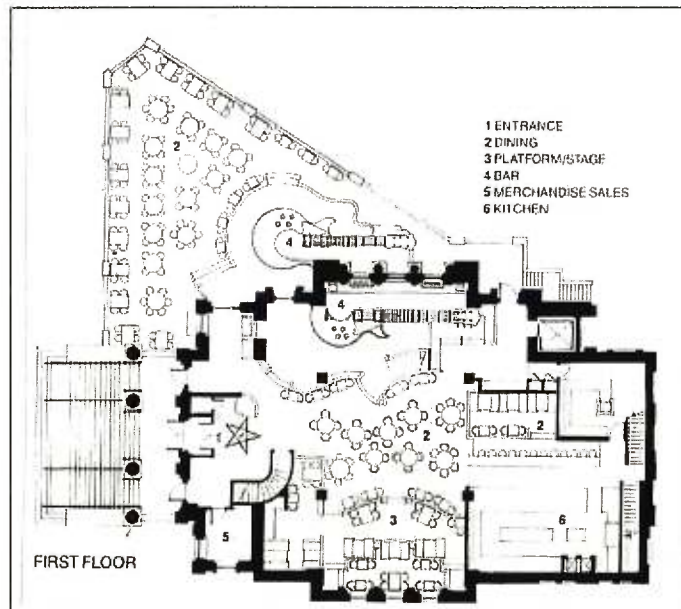 1 ENTRANCE
2 DINING
3 PLATFORM/STAGE
4 BAR
5 MERCHANDISE SALES
6 KITCHEN
2
4
4
2
2
1
3
5
6
FIRST FLOOR